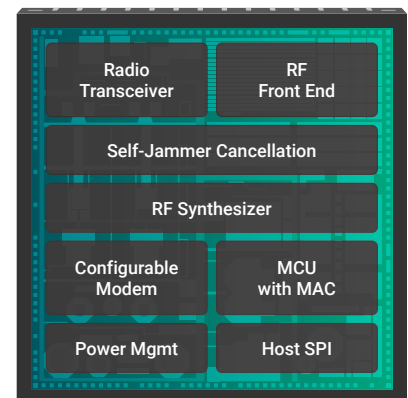 Radio
Transceiver
RF
Front End
Self-Jammer Cancellation
RF Synthesizer
Configurable
Modem
MCU
with MAC
Power Mgmt
Host SPI